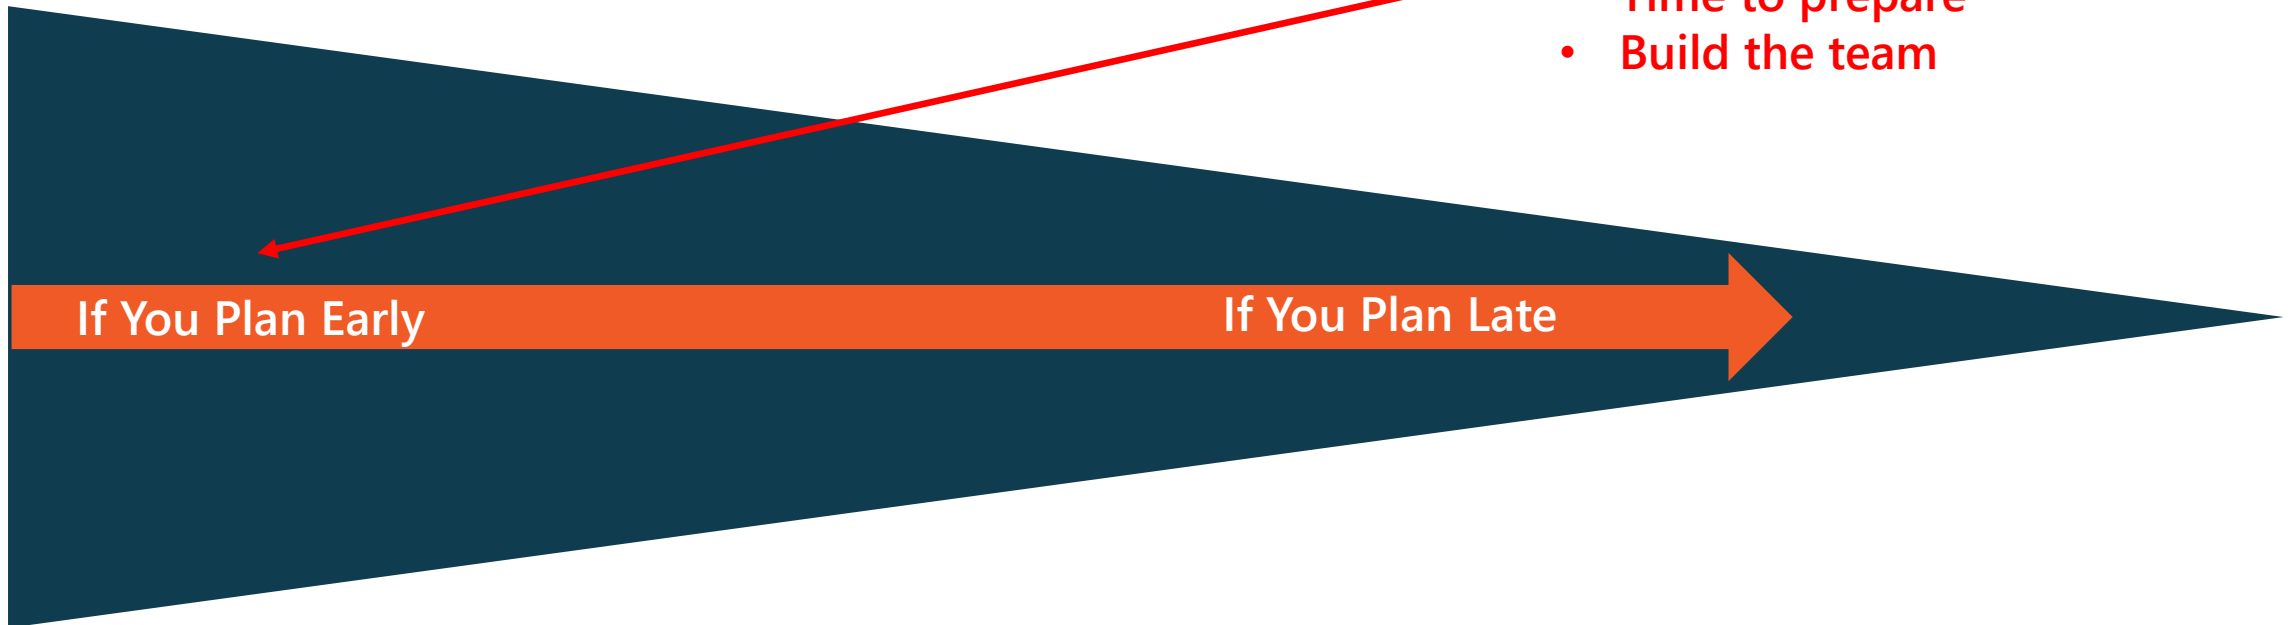 Time to prepare
• Build the team
If You Plan Early
If You Plan Late